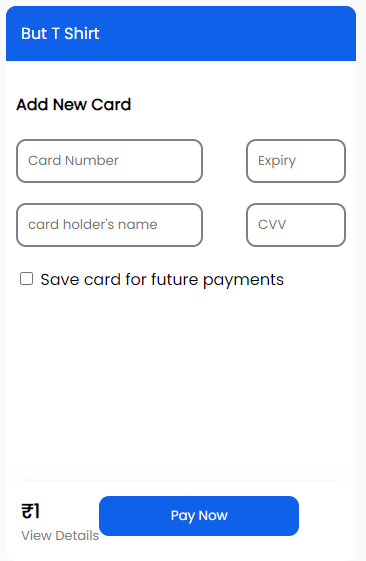 But T Shirt
Add New Card
Card Number
Expiry
card holder's name
CVV
Save card for future payments
₹1
View Details
Pay Now